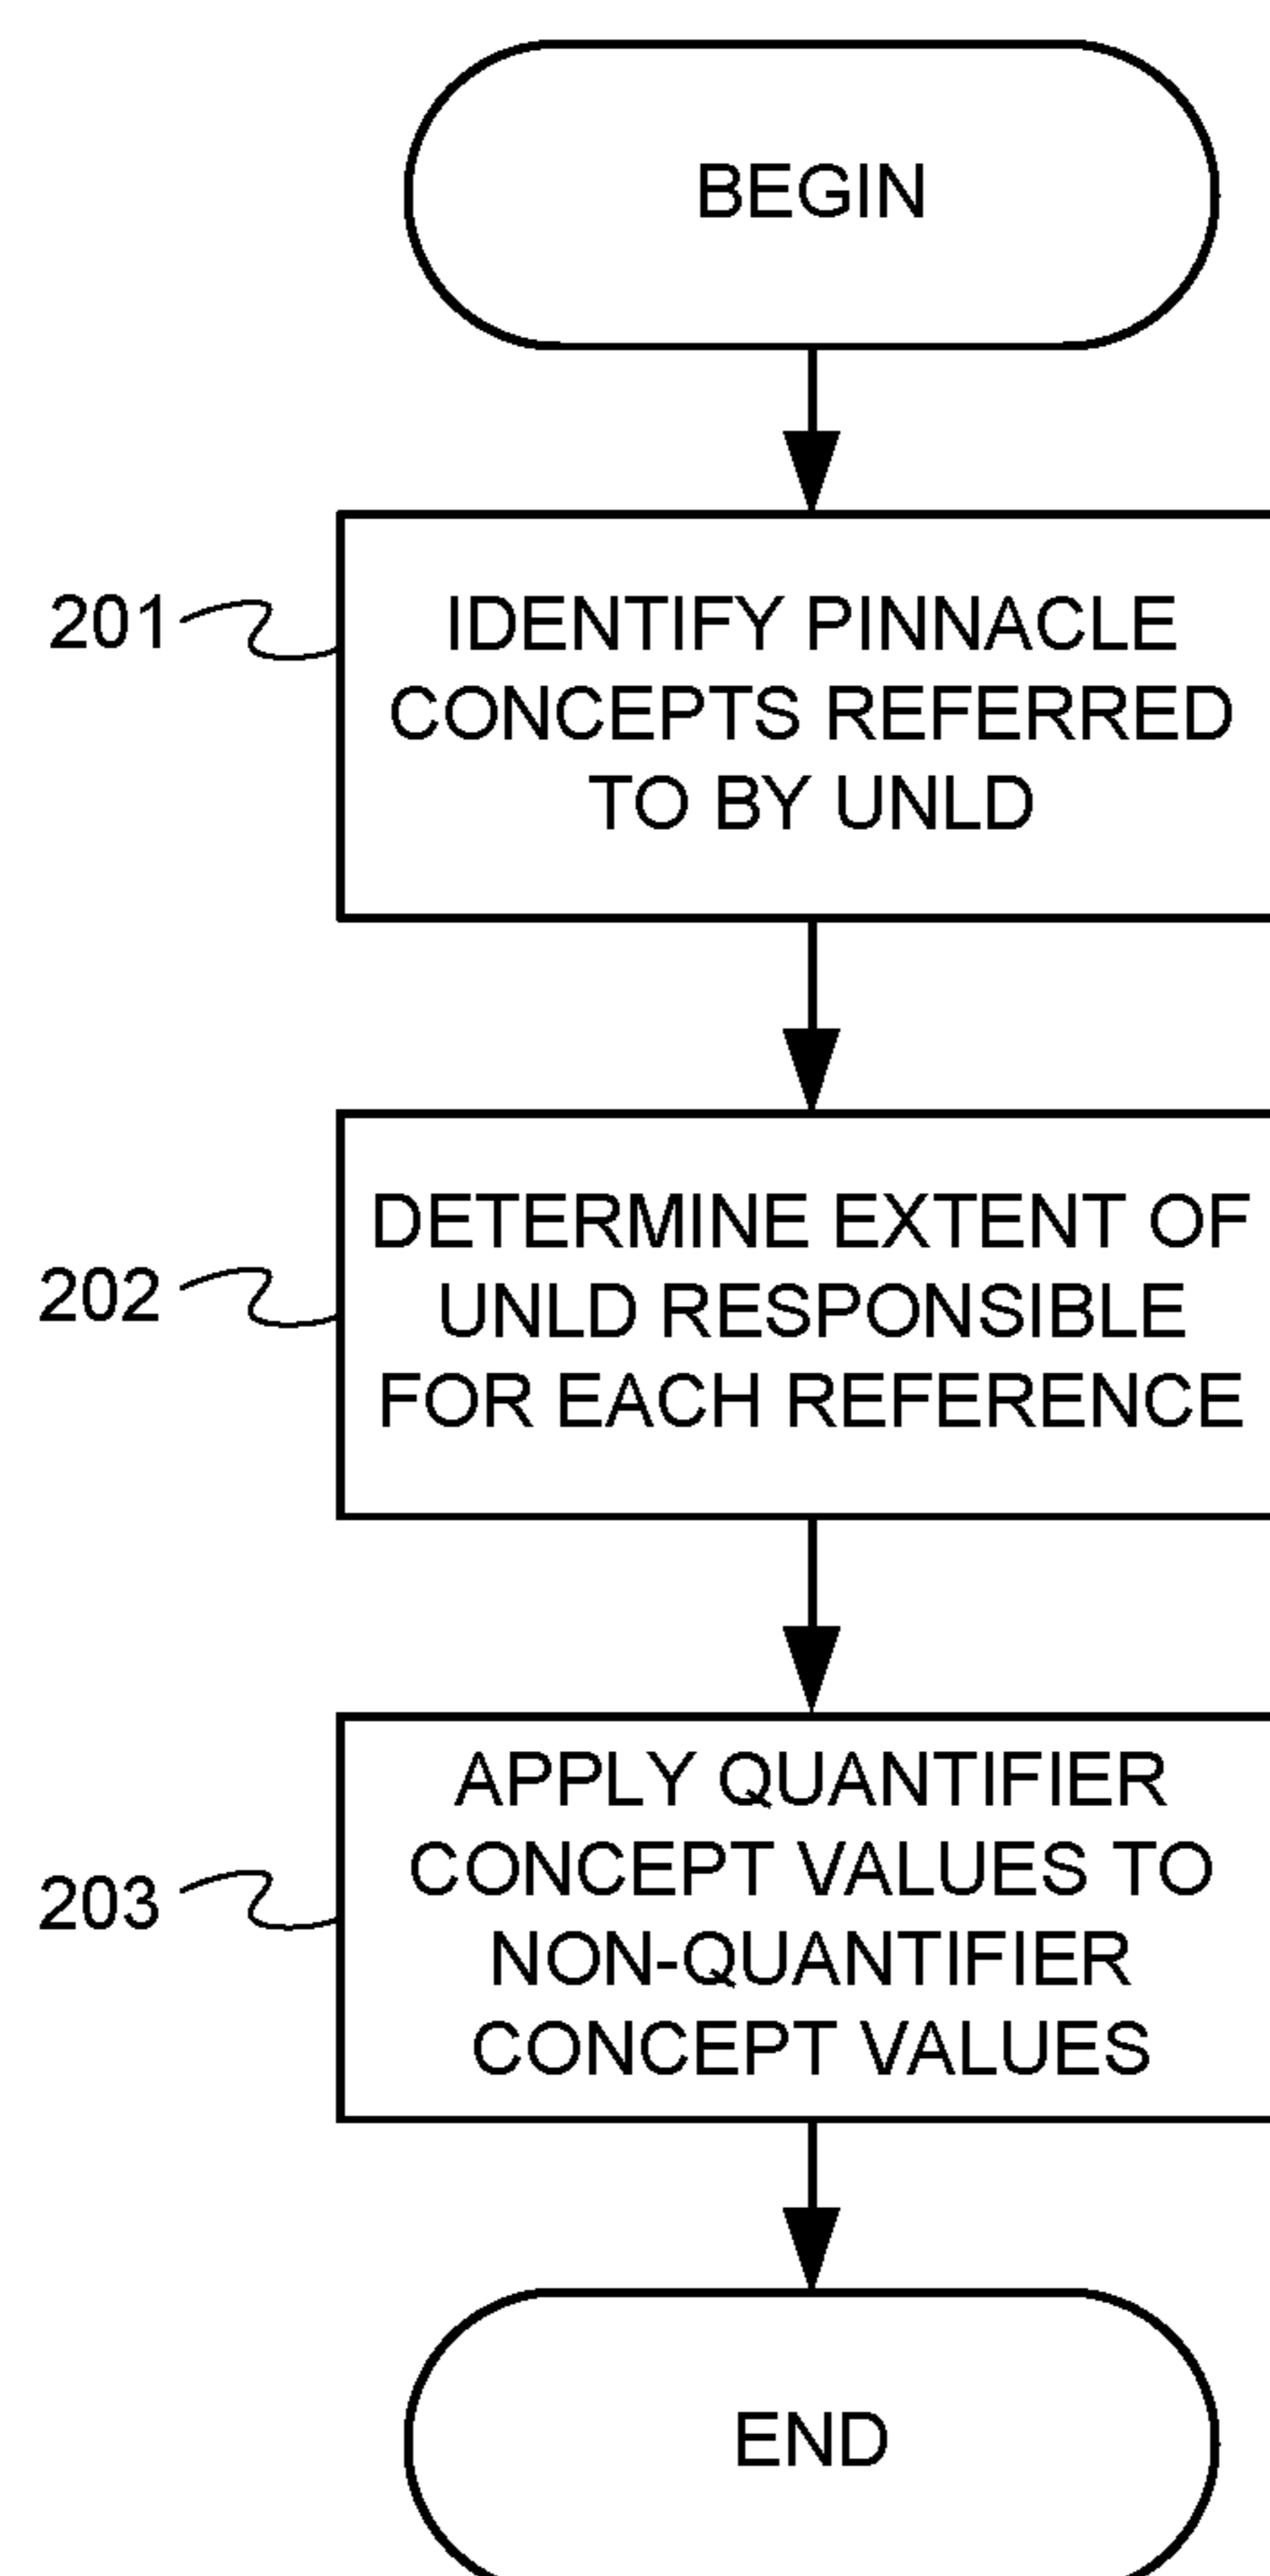 BEGIN
201
IDENTIFY PINNACLE
CONCEPTS REFERRED
TO BY UNLD
202
DETERMINE EXTENT OF
UNLD RESPONSIBLE
FOR EACH REFERENCE
203
APPLY QUANTIFIER
CONCEPT VALUES TO
NON-QUANTIFIER
CONCEPT VALUES
END